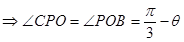 ⇒ ∠CPO = ∠POB = π/3 − θ